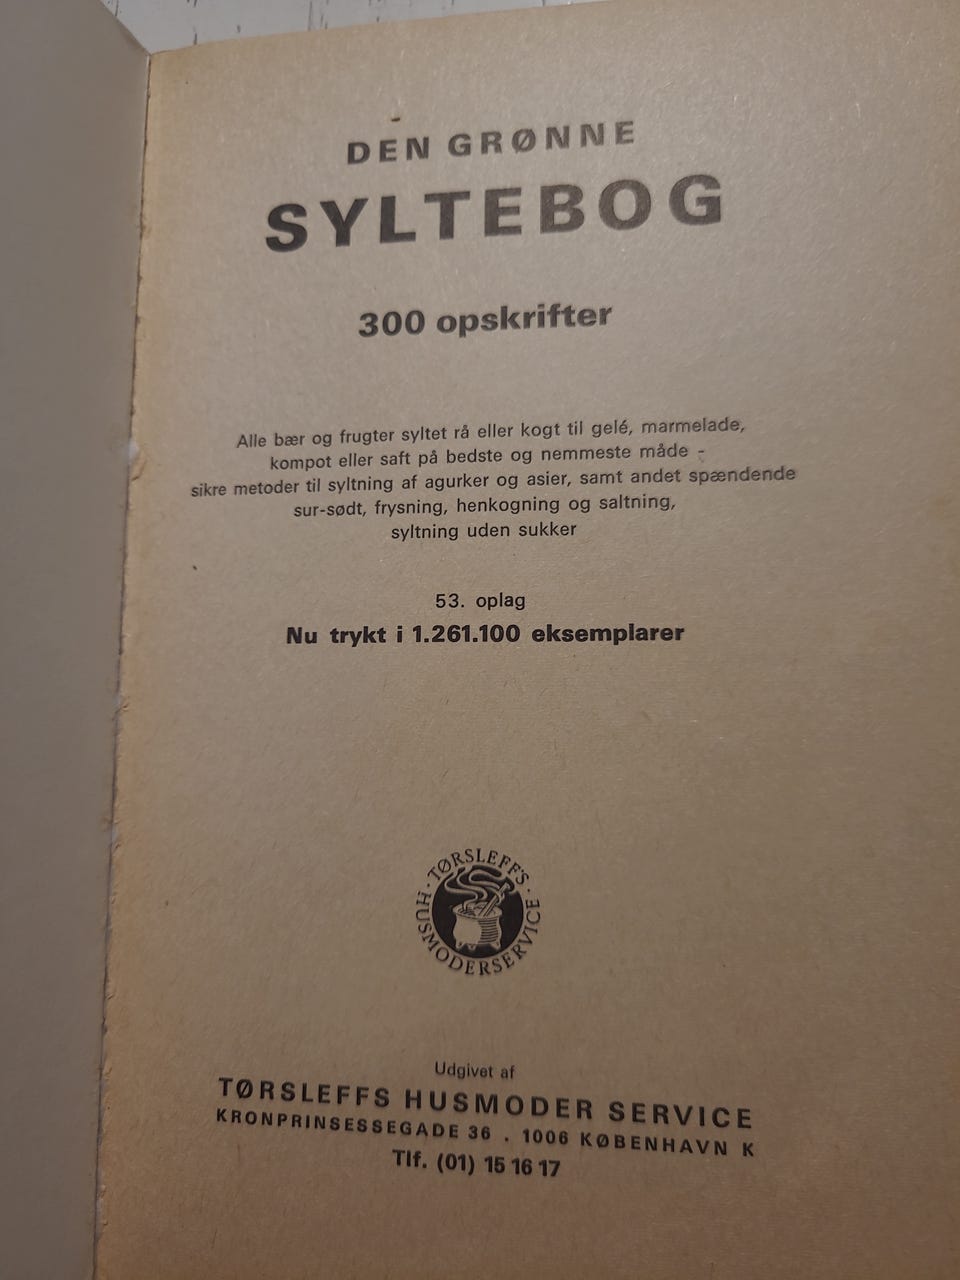 DEN GRØNNE
SYLTEBOG
300 opskrifter
Alle bær og frugter syltet rå eller kogt til gelé, marmelade,
kompot eller saft på bedste og nemmeste måde -
sikre metoder til syltning af agurker og asier, samt andet spændende
sur-sødt, frysning, henkogning og saltning,
syltning uden sukker
53. oplag
Nu trykt i 1.261.100 eksemplarer
· TØRSLEFF'S ·
HUSMODERSERVICE
Udgivet af
TØRSLEFFS HUSMODER SERVICE
KRONPRINSESSEGADE 36 . 1006 KØBENHAVN K
Tlf. (01) 15 16 17